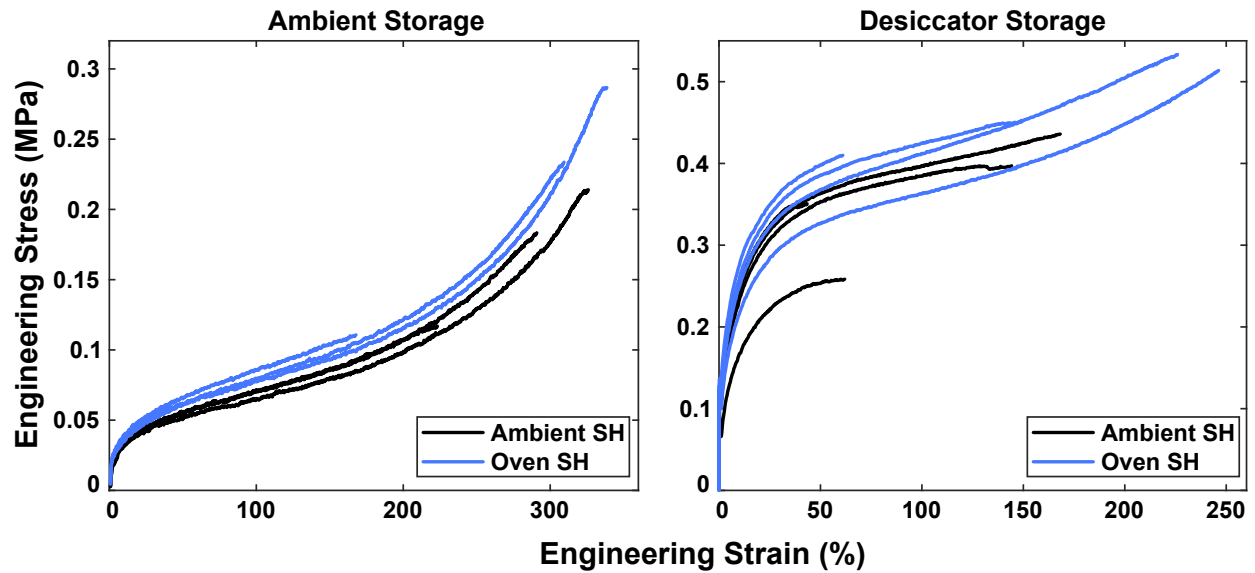 Ambient Storage
Desiccator Storage
Engineering Stress (MPa)
0.3
0.25
0.2
0.15
0.1
0.05
0
0 100 200 300
Ambient SH
Oven SH
0.5
0.4
0.3
0.2
0.1
0
0 50 100 150 200 250
Ambient SH
Oven SH
Engineering Strain (%)